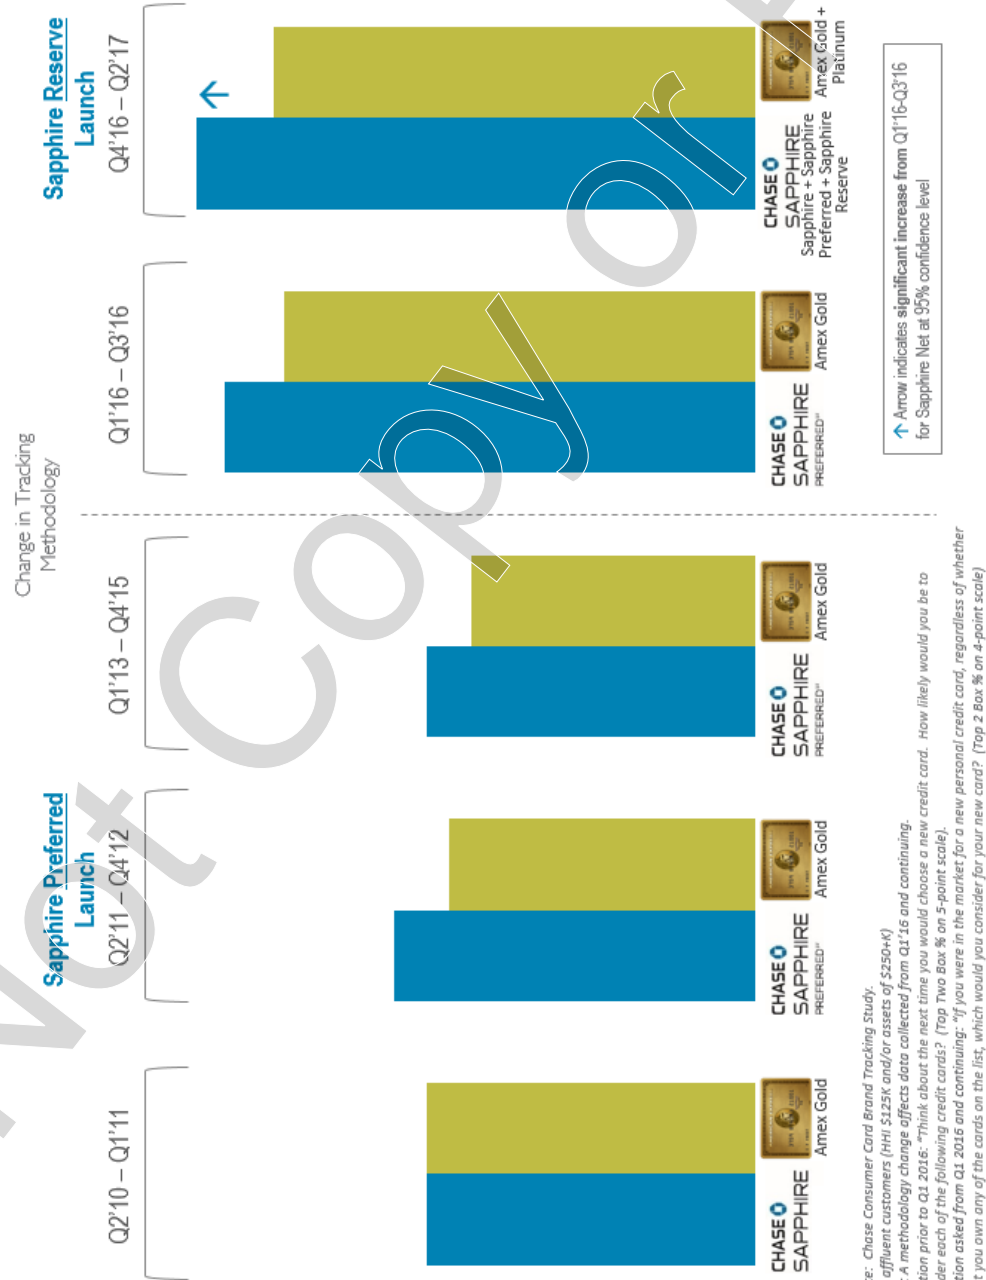 Change in Tracking
Methodology
Sapphire Preferred
Launch
Sapphire Reserve
Launch
Q2'10 – Q1'11
Q2'11 – Q4'12
Q1'13 – Q4'15
Q1'16 – Q3'16
Q4'16 – Q2'17
CHASE
SAPPHIRE
Amex Gold
CHASE
SAPPHIRE
PREFERRED
Amex Gold
CHASE
SAPPHIRE
PREFERRED
Amex Gold
CHASE
SAPPHIRE
PREFERRED
Amex Gold
CHASE
SAPPHIRE
Sapphire + Sapphire
Preferred + Sapphire
Reserve
Amex Gold +
Platinum
↑ Arrow indicates significant increase from Q1'16-Q3'16
for Sapphire Net at 95% confidence level
Chase Consumer Card Brand Tracking Study.
affluent customers (HHI $125K and/or assets of $250+K)
: A methodology change affects data collected from Q1'16 and continuing.
tion prior to Q1 2016: "Think about the next time you would choose a new credit card. How likely would you be to
der each of the following credit cards? (Top Two Box % on 5-point scale).
tion asked from Q1 2016 and continuing: "If you were in the market for a new personal credit card, regardless of whether
t you own any of the cards on the list, which would you consider for your new card? (Top 2 Box % on 4-point scale)
Not Copy or